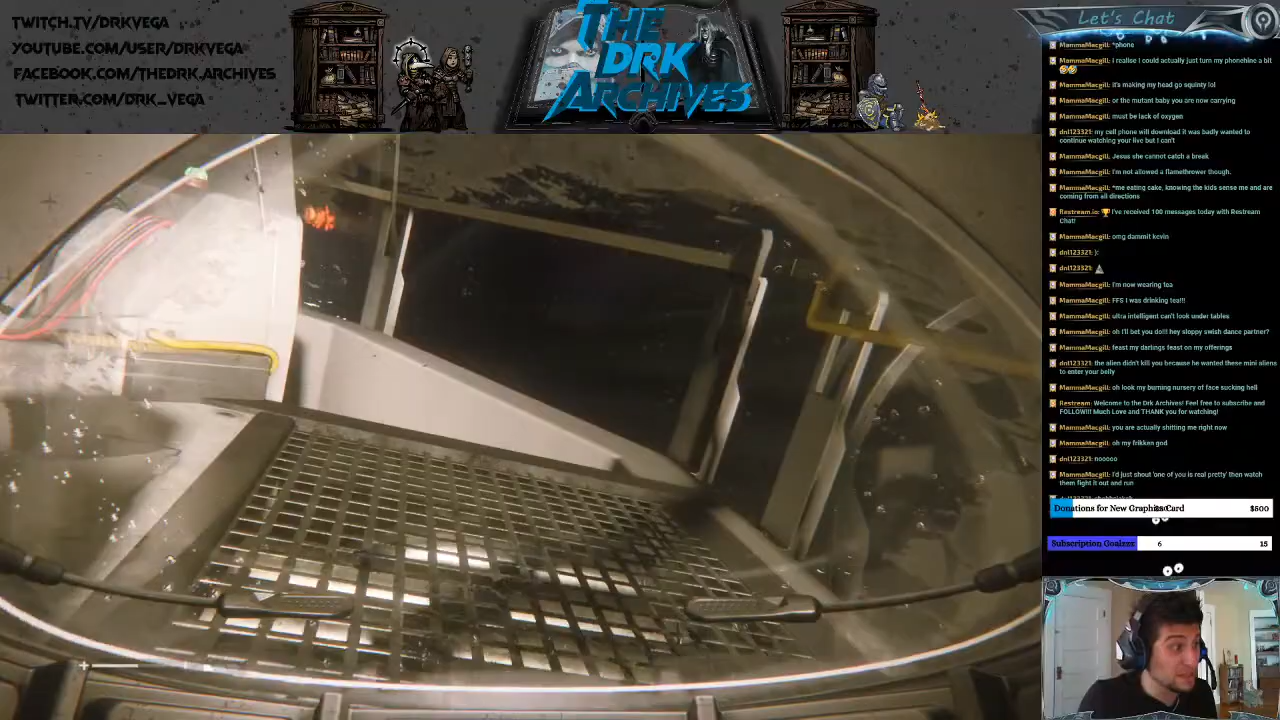 TWITCH.TV/DRKVEGA
YOUTUBE.COM/USER/DRKVEGA
FACEBOOK.COM/THEDRK.ARCHIVES
TWITTER.COM/DRK_VEGA
THE
DRK
ARCHIVES
Let's Chat
MammaMacgill: *phone
MammaMacgill: I realise I could actually just turn my phonehine a bit
MammaMacgill: it's making my head go squinty lol
MammaMacgill: or the mutant baby you are now carrying
MammaMacgill: must be lack of oxygen
dnl123321: my cell phone will download it was badly wanted to
continue watching your live but I can't
MammaMacgill: Jesus she cannot catch a break
MammaMacgill: I'm not allowed a flamethrower though.
MammaMacgill: *me eating cake, knowing the kids sense me and are
coming from all directions
Restream.io: I've received 100 messages today with Restream
Chat!
MammaMacgill: omg dammit kevin
dnl123321: ):
dnl123321:
MammaMacgill: I'm now wearing tea
MammaMacgill: FFS I was drinking tea!!!
MammaMacgill: ultra intelligent can't look under tables
MammaMacgill: oh I'll bet you do!!! hey sloppy swish dance partner?
MammaMacgill: feast my darlings feast on my offerings
dnl123321: the alien didn't kill you because he wanted these mini aliens
to enter your belly
MammaMacgill: oh look my burning nursery of face sucking hell
Restream: Welcome to the Drk Archives! Feel free to subscribe and
FOLLOW!!! Much Love and THANK you for watching!
MammaMacgill: you are actually shitting me right now
MammaMacgill: oh my frikken god
dnl123321: nooooo
MammaMacgill: I'd just shout 'one of you is real pretty' then watch
them fight it out and run
Donations for New Graphics Card $500
Subscription Goalzzz 6 15